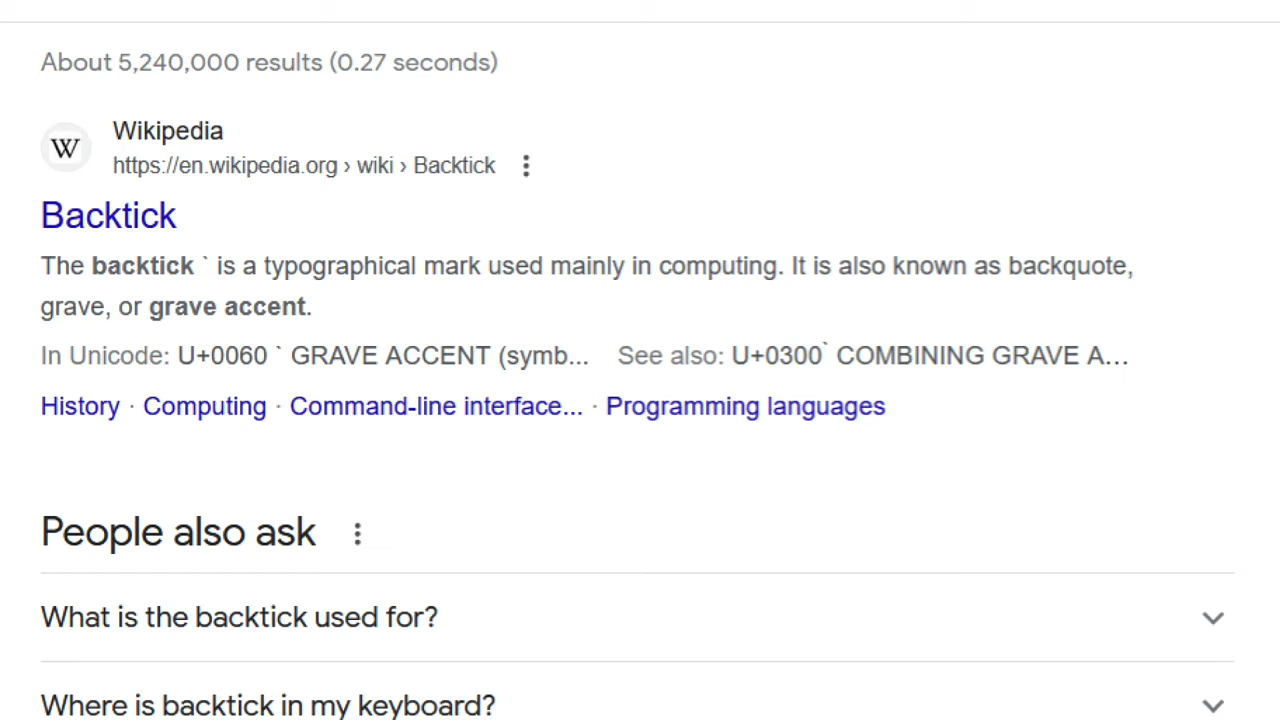 About 5,240,000 results (0.27 seconds)
W
Wikipedia
https://en.wikipedia.org › wiki › Backtick
Backtick
The backtick ` is a typographical mark used mainly in computing. It is also known as backquote,
grave, or grave accent.
In Unicode: U+0060 ` GRAVE ACCENT (symb... See also: U+0300 ̀ COMBINING GRAVE A...
History · Computing · Command-line interface... · Programming languages
People also ask
What is the backtick used for?
Where is backtick in my keyboard?